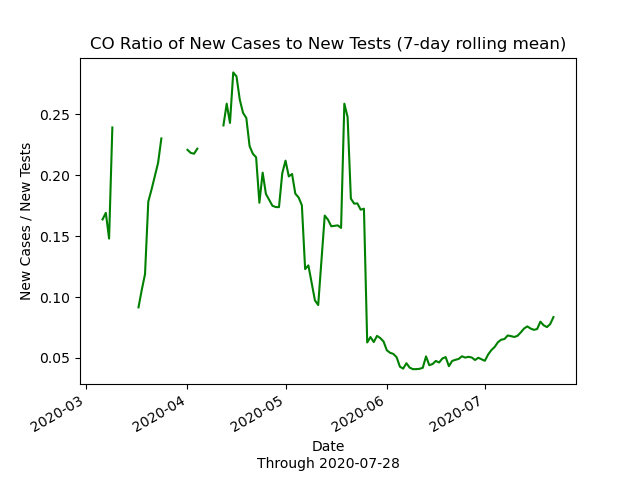 CO Ratio of New Cases to New Tests (7-day rolling mean)
New Cases / New Tests
0.25
0.20
0.15
0.10
0.05
2020-03
2020-04
2020-05
2020-06
2020-07
Date
Through 2020-07-28